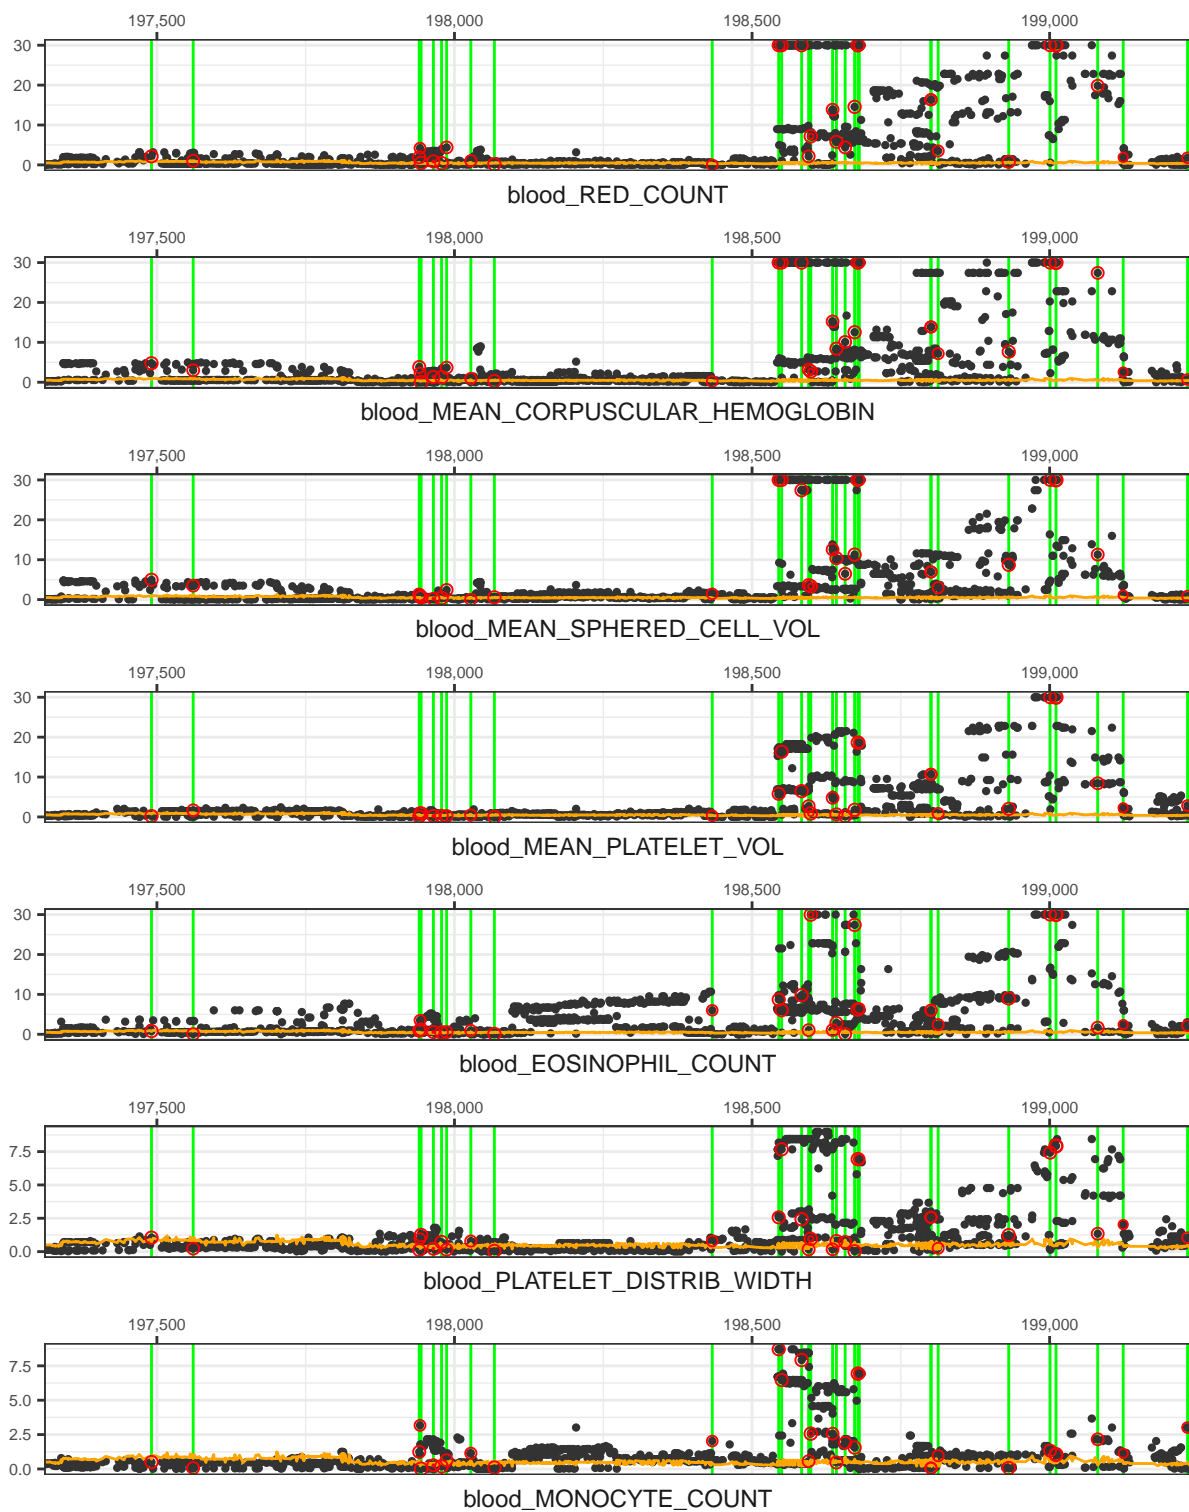 197,500 198,000 198,500 199,000
30
20
10
0
blood_RED_COUNT
197,500 198,000 198,500 199,000
30
20
10
0
blood_MEAN_CORPUSCULAR_HEMOGLOBIN
197,500 198,000 198,500 199,000
30
20
10
0
blood_MEAN_SPHERED_CELL_VOL
197,500 198,000 198,500 199,000
30
20
10
0
blood_MEAN_PLATELET_VOL
197,500 198,000 198,500 199,000
30
20
10
0
blood_EOSINOPHIL_COUNT
197,500 198,000 198,500 199,000
7.5
5.0
2.5
0.0
blood_PLATELET_DISTRIB_WIDTH
197,500 198,000 198,500 199,000
7.5
5.0
2.5
0.0
blood_MONOCYTE_COUNT